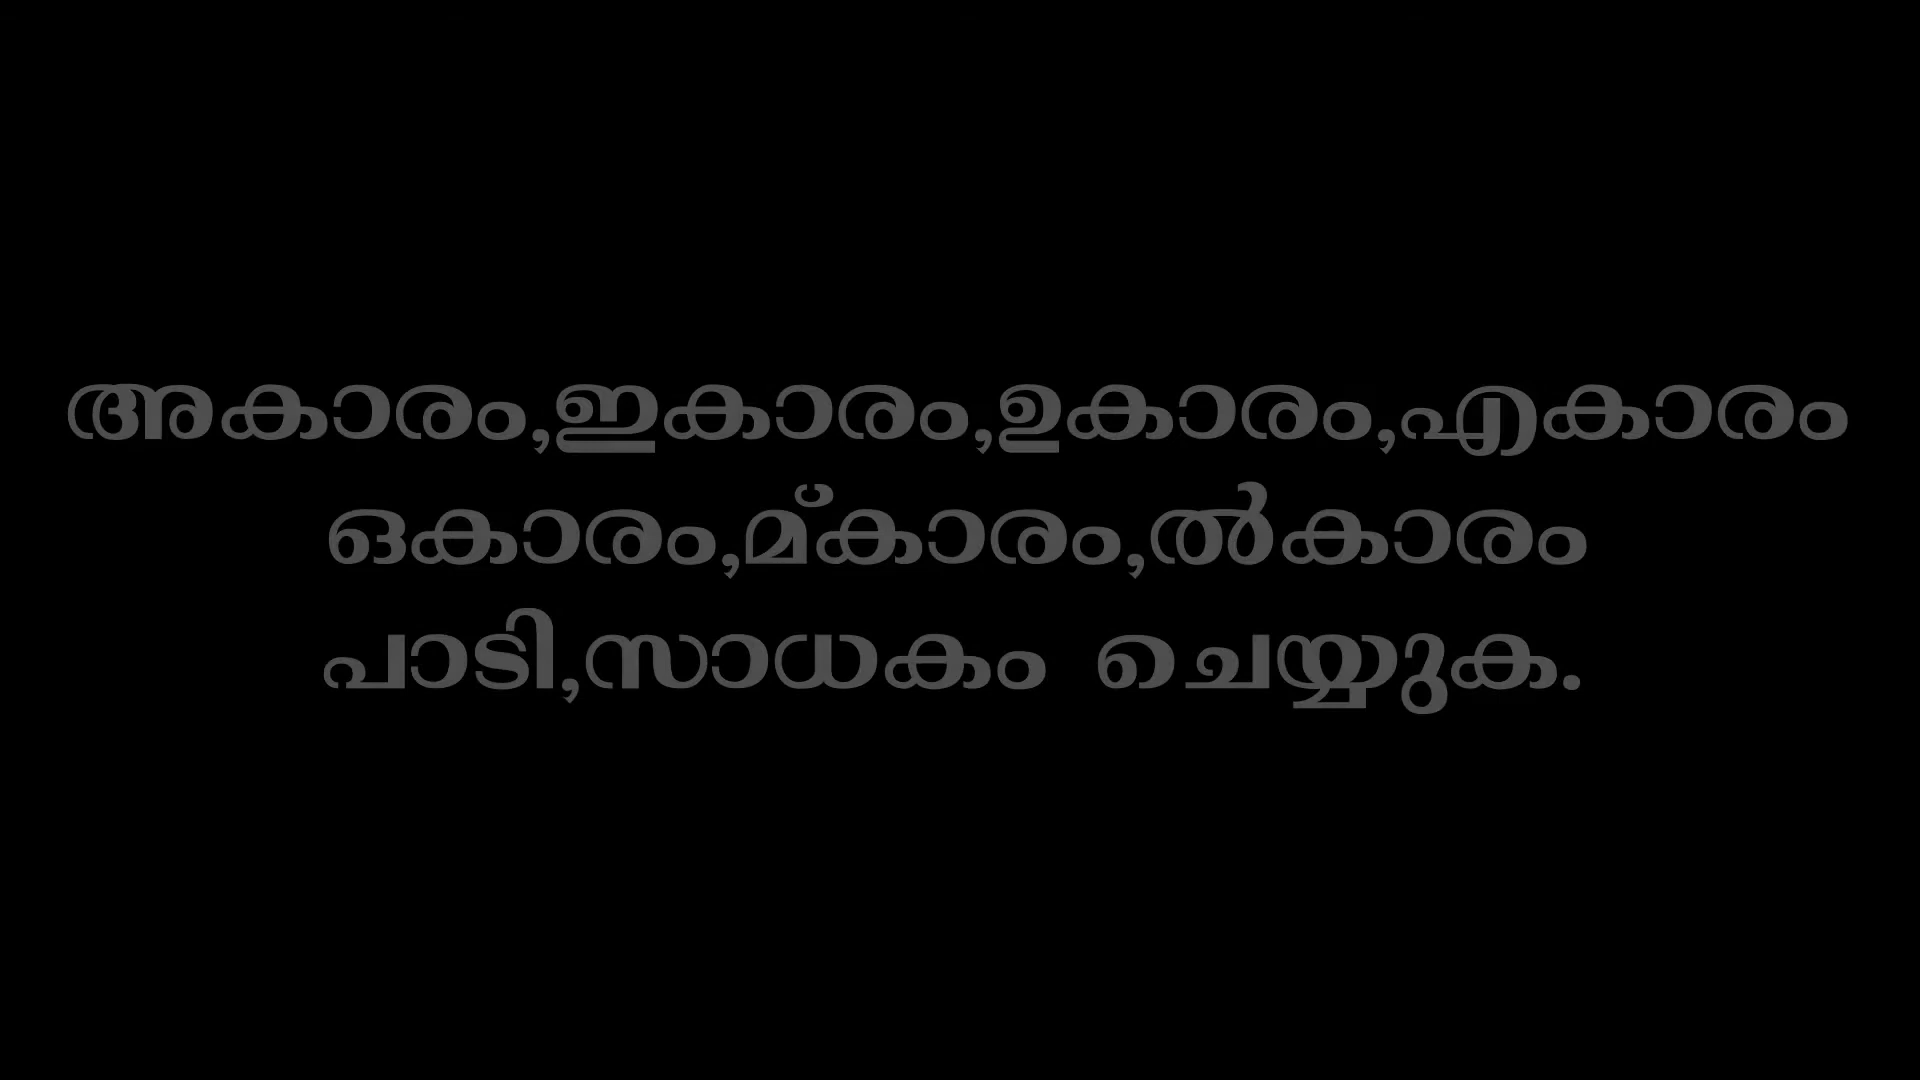 അകാരം,ഇകാരം,ഉകാരം,എകാരം
ഒകാരം,മ്കാരം,ൽകാരം
പാടി,സാധകം ചെയ്യുക.